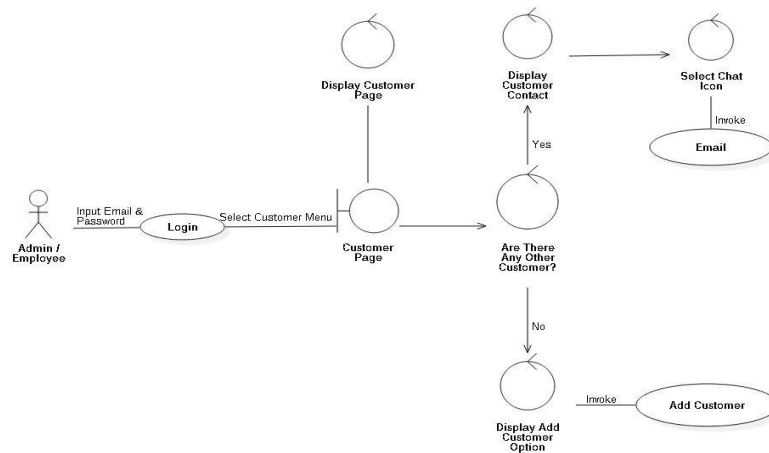 Display Customer
Page
Display
Customer
Contact
Select Chat
Icon
Invoke
Email
Yes
Input Email &
Password
Admin /
Employee
Login
Select Customer Menu
Customer
Page
Are There
Any Other
Customer?
No
Display Add
Customer
Option
Invoke
Add Customer